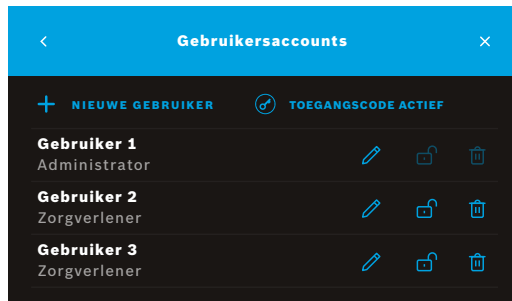 Gebruikersaccounts
NIEUWE GEBRUIKER TOEGANGSCODE ACTIEF
Gebruiker 1
Administrator
Gebruiker 2
Zorgverlener
Gebruiker 3
Zorgverlener